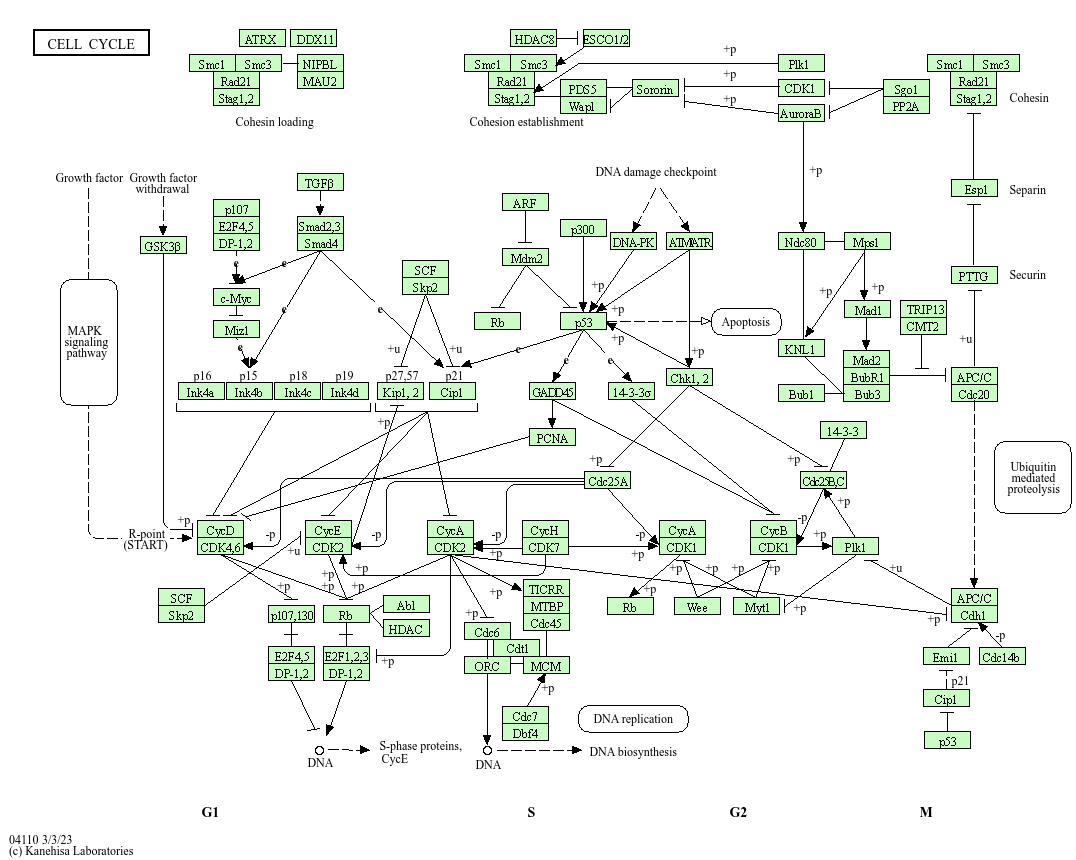 CELL CYCLE
ATRX
DDX11
Smc1
Smc3
NIPBL
Rad21
MAU2
Stag1,2
Cohesin loading
HDAC8
ESCO1/2
Smc1
Smc3
Rad21
Stag1,2
PDS5
Wapl
Sororin
Cohesion establishment
+p
Plk1
+p
CDK1
+p
AuroraB
Sgo1
PP2A
Smc1
Smc3
Rad21
Stag1,2
Cohesin
Growth factor
Growth factor
withdrawal
TGFβ
DNA damage checkpoint
+p
Esp1
Separin
GSK3β
p107
E2F4,5
DP-1,2
Smad2,3
Smad4
ARF
p300
DNA-PK
ATM
ATR
Ndc80
Mps1
e
e
SCF
Skp2
Mdm2
PTTG
Securin
c-Myc
+p
+p
+p
+p
e
e
Miz1
Rb
p53
+p
Apoptosis
Mad1
TRIP13
CMT2
MAPK
signaling
pathway
e
+u
+u
e
+p
+p
KNL1
+u
Mad2
p16
p15
p18
p19
p27,57
p21
e
e
Chk1, 2
BubR1
APC/C
Ink4a
Ink4b
Ink4c
Ink4d
Kip1, 2
Cip1
GADD45
14-3-3σ
Bub1
Bub3
Cdc20
+p
PCNA
14-3-3
+p
+p
Cdc25A
Cdc25B,C
Ubiquitin
mediated
proteolysis
+p
R-point
(START)
+p
CycD
CDK4,6
-p
CycE
CDK2
-p
CycA
CDK2
-p
CycH
CDK7
-p
CycA
CDK1
CycB
CDK1
-p
Plk1
+u
+p
+p
+p
+p
+p
+p
+p
+p
+u
+p
+p
+p
+p
+p
SCF
Skp2
p107,130
Rb
Abl
HDAC
TICRR
MTBP
Cdc45
Rb
Wee
Myt1
+p
APC/C
Cdh1
+p
+p
Cdc6
Cdt1
-p
E2F4,5
DP-1,2
E2F1,2,3
DP-1,2
+p
ORC
MCM
Emi1
Cdc14b
+p
p21
Cip1
Cdc7
Dbf4
DNA replication
p53
DNA
S-phase proteins,
CycE
DNA
DNA biosynthesis
G1
S
G2
M
04110 3/3/23
(c) Kanehisa Laboratories